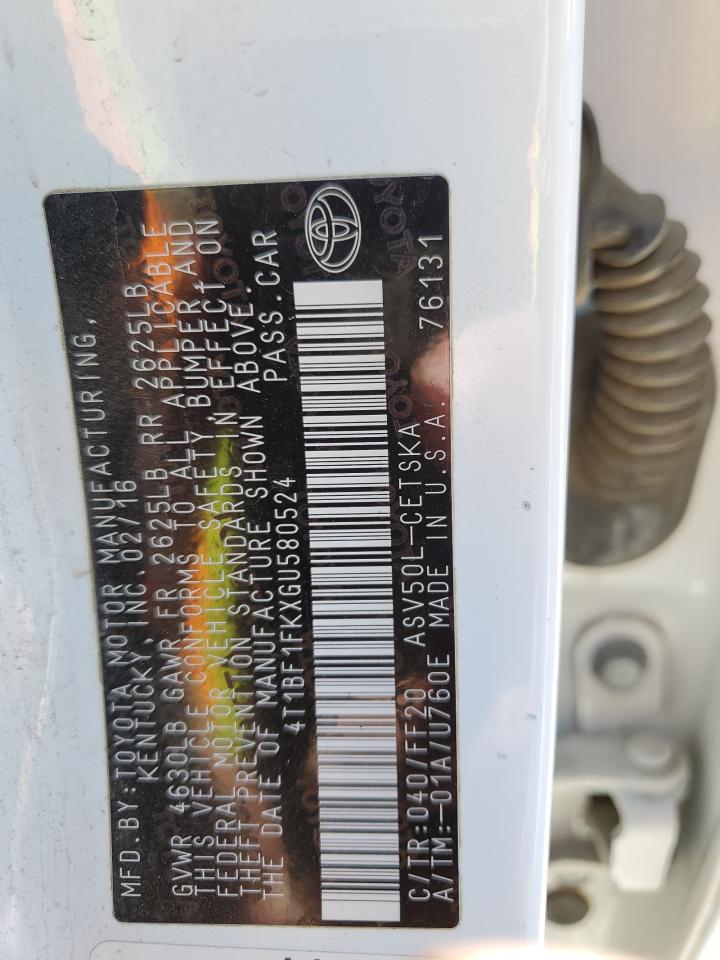 MFD.BY:TOYOTA MOTOR MANUFACTURING,
KENTUCKY, INC.02/16
GVWR 4630LB GAWR FR 2625LB RR 2625LB
THIS VEHICLE CONFORMS TO ALL APPLICABLE
FEDERAL MOTOR VEHICLE SAFETY BUMPER AND
THEFT PREVENTION STANDARDS IN EFFECT ON
THE DATE OF MANUFACTURE SHOWN ABOVE.
4T1BF1FKXGU580524 PASS.CAR
C/TR:040/FF20 ASV50L-CETSKA 76131
A/TM:-01A/U760E MADE IN U.S.A.